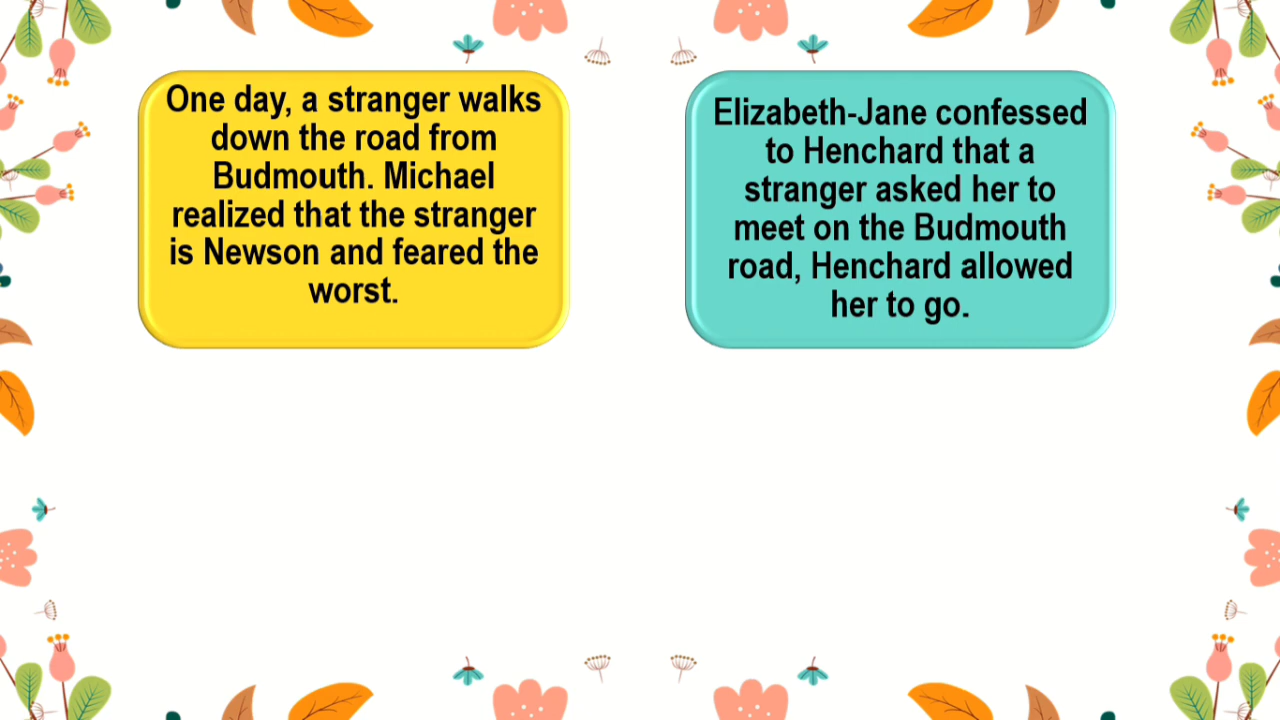 One day, a stranger walks
down the road from
Budmouth. Michael
realized that the stranger
is Newson and feared the
worst.
Elizabeth-Jane confessed
to Henchard that a
stranger asked her to
meet on the Budmouth
road, Henchard allowed
her to go.